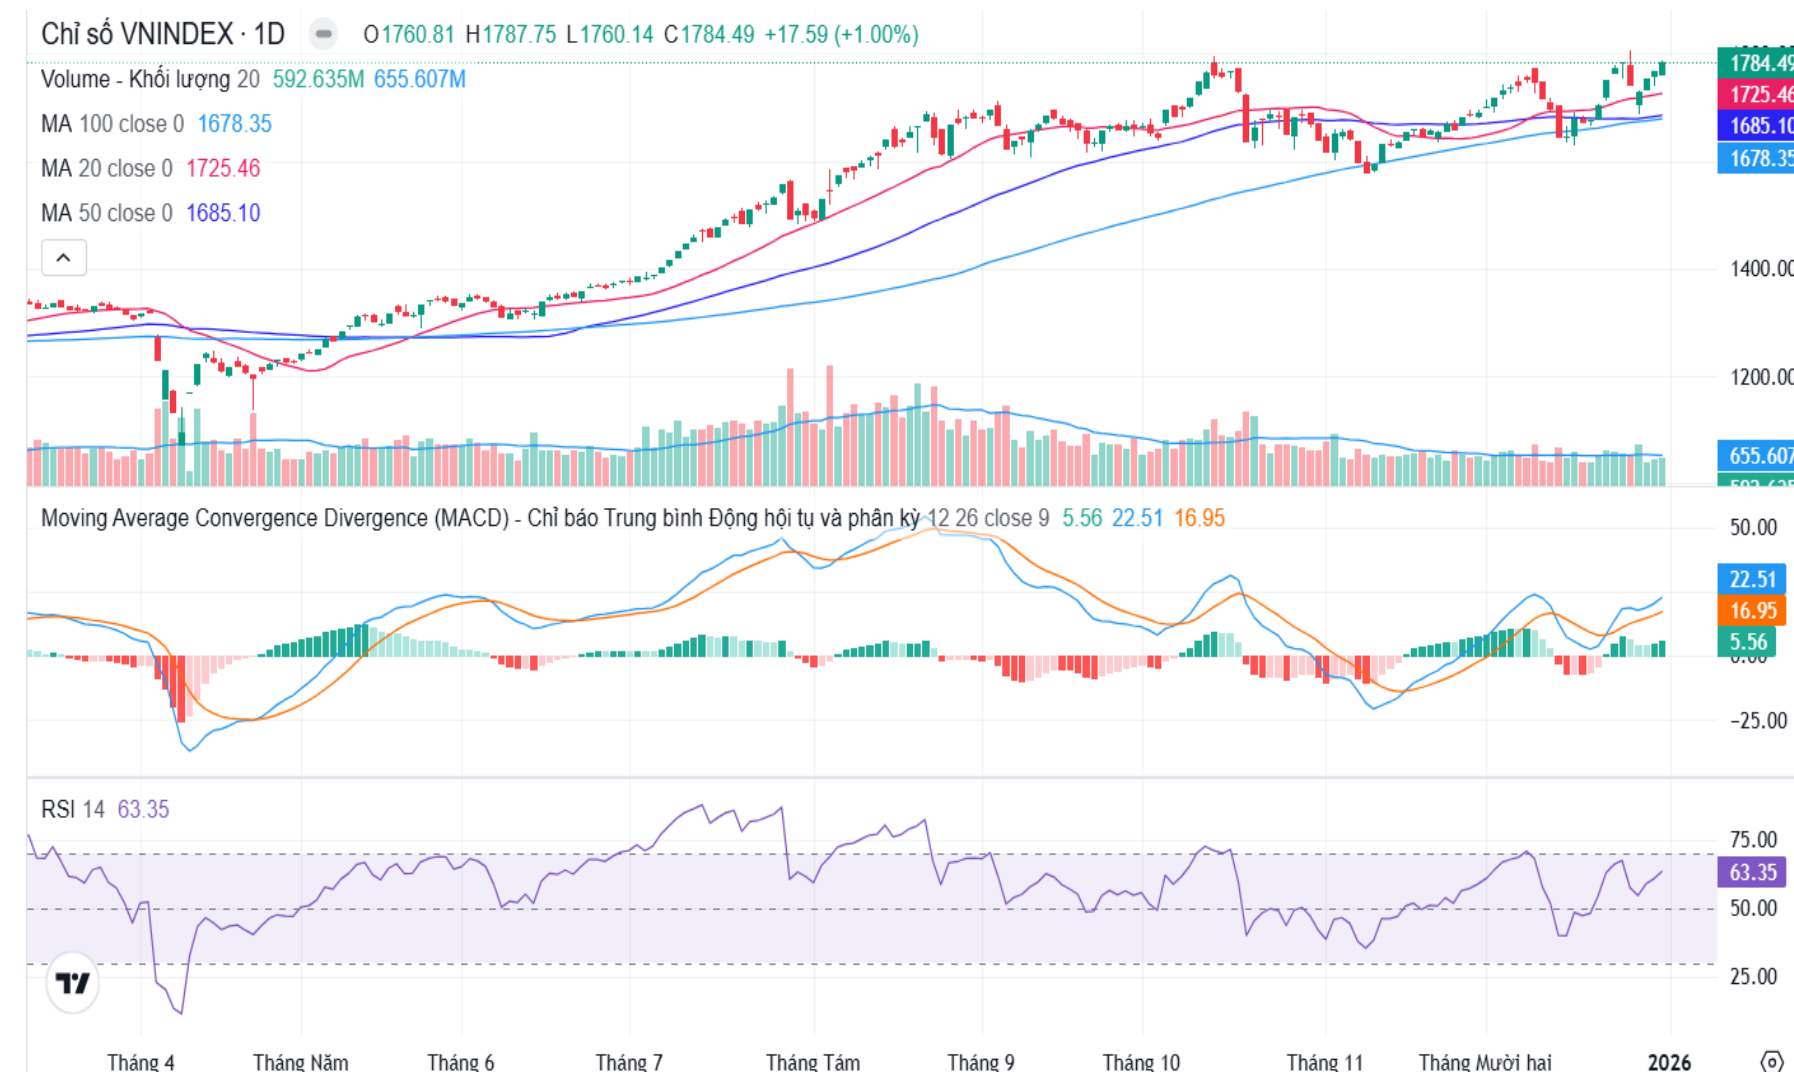 Chỉ số VNINDEX · 1D O1760.81 H1787.75 L1760.14 C1784.49 +17.59 (+1.00%)
1784.49
Volume - Khối lượng 20 592.635M 655.607M
1725.46
MA 100 close 0 1678.35
1685.10
1678.35
MA 20 close 0 1725.46
MA 50 close 0 1685.10
1400.00
1200.00
655.607
Moving Average Convergence Divergence (MACD) - Chỉ báo Trung bình Động hội tụ và phân kỳ 12 26 close 9 5.56 22.51 16.95
50.00
22.51
16.95
5.56
0.00
−25.00
RSI 14 63.35
75.00
63.35
50.00
25.00
Tháng 4 Tháng Năm Tháng 6 Tháng 7 Tháng Tám Tháng 9 Tháng 10 Tháng 11 Tháng Mười hai 2026